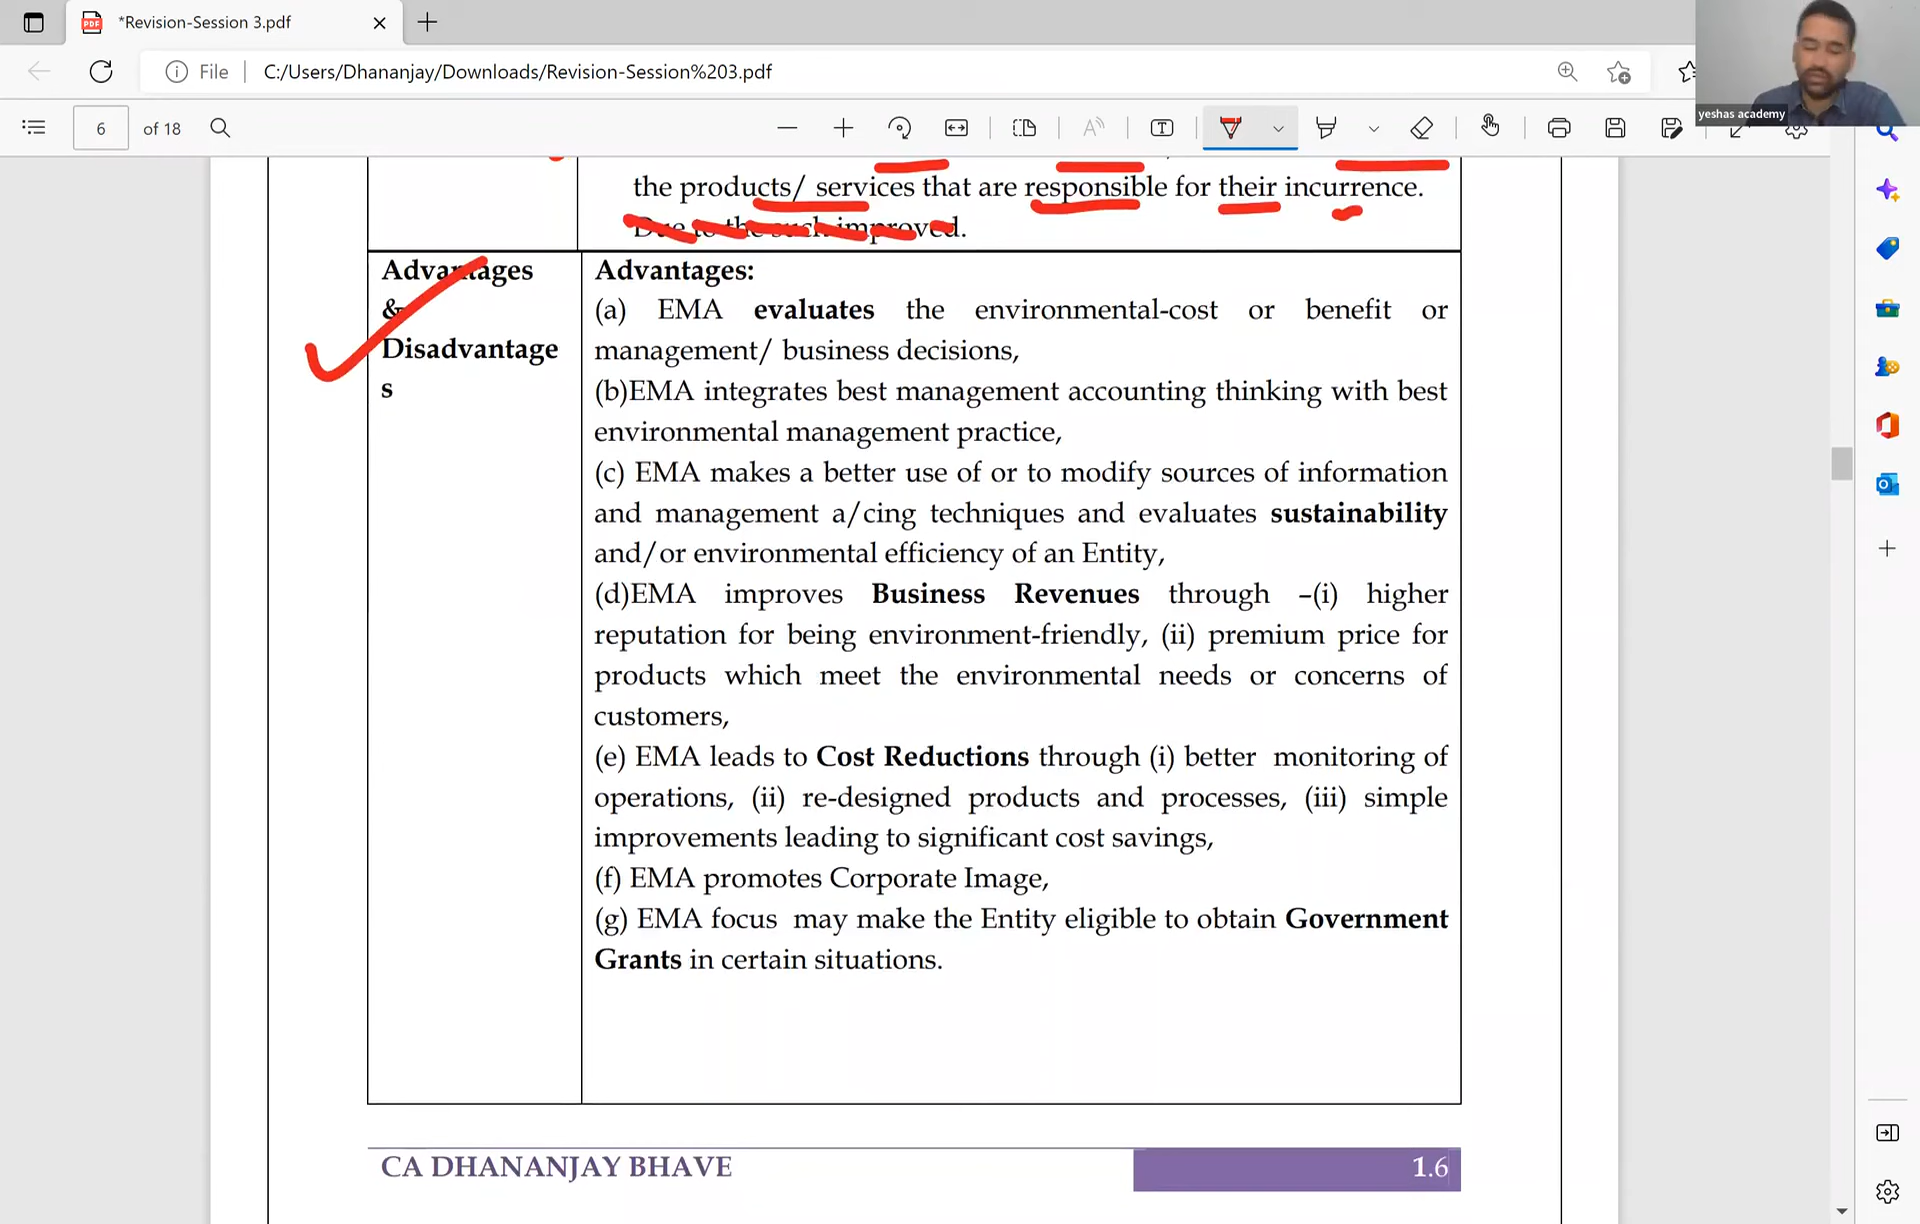 *Revision-Session 3.pdf
File
C:/Users/Dhananjay/Downloads/Revision-Session%203.pdf
yeshas academy
6 of 18
the products/ services that are responsible for their incurrence.
Due to the such improved.
Advantages
&
Disadvantage
s
Advantages:
(a) EMA evaluates the environmental-cost or benefit or
management/ business decisions,
(b)EMA integrates best management accounting thinking with best
environmental management practice,
(c) EMA makes a better use of or to modify sources of information
and management a/cing techniques and evaluates sustainability
and/or environmental efficiency of an Entity,
(d)EMA improves Business Revenues through –(i) higher
reputation for being environment-friendly, (ii) premium price for
products which meet the environmental needs or concerns of
customers,
(e) EMA leads to Cost Reductions through (i) better monitoring of
operations, (ii) re-designed products and processes, (iii) simple
improvements leading to significant cost savings,
(f) EMA promotes Corporate Image,
(g) EMA focus may make the Entity eligible to obtain Government
Grants in certain situations.
CA DHANANJAY BHAVE
1.6